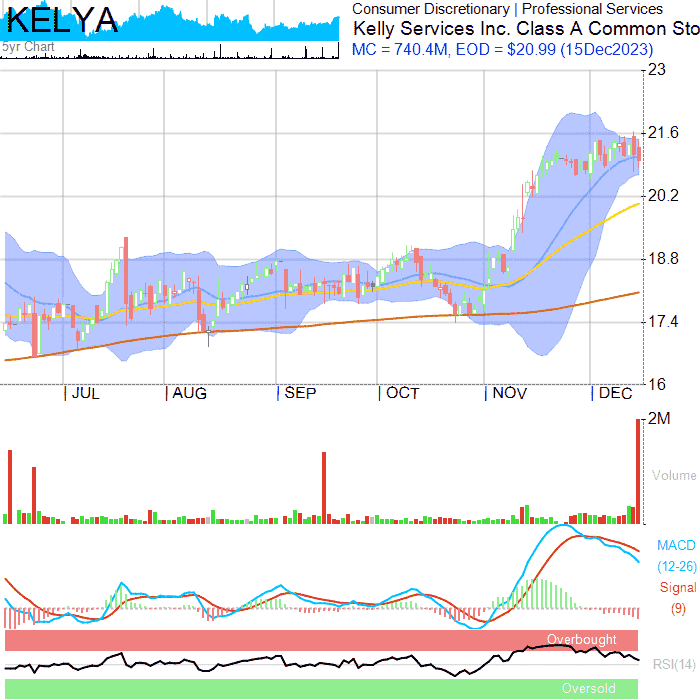 KELYA
5yr Chart
Consumer Discretionary | Professional Services
Kelly Services Inc. Class A Common Sto
MC = 740.4M, EOD = $20.99 (15Dec2023)
23
21.6
20.2
18.8
17.4
16
JUL AUG SEP OCT NOV DEC
2M
Volume
MACD
(12-26)
Signal
(9)
Overbought
RSI(14)
Oversold